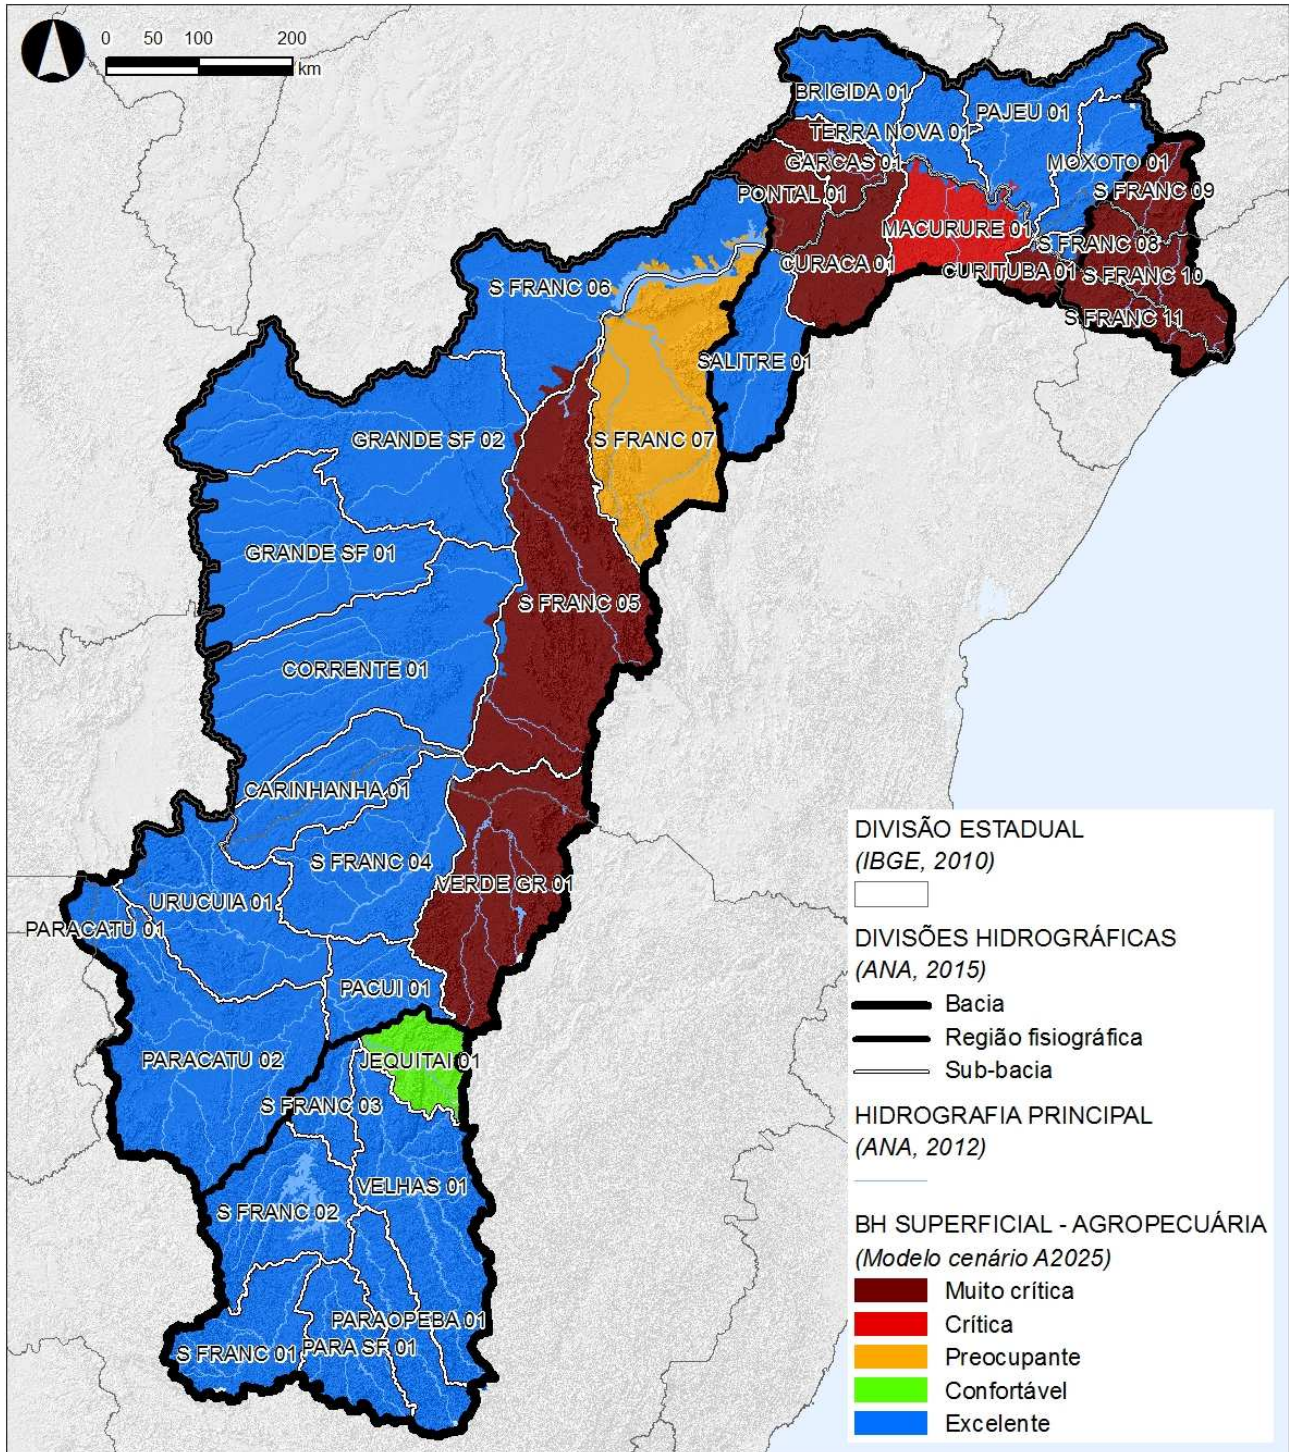 0 50 100 200
km
BRIGIDA 01
PAJEU 01
TERRA NOVA 01
GARCAS 01
MOXOTO 01
PONTAL 01
S FRANC 09
MACURURE 01
S FRANC 08
CURACA 01
CURITUBA 01
S FRANC 10
S FRANC 06
S FRANC 11
SALITRE 01
GRANDE SF 02
S FRANC 07
GRANDE SF 01
S FRANC 05
CORRENTE 01
CARINHANHA 01
S FRANC 04
VERDE GR 01
URUCUIA 01
PARACATU 01
PACUI 01
PARACATU 02
JEQUITAI 01
S FRANC 03
VELHAS 01
S FRANC 02
PARAOPEBA 01
PARA SF 01
S FRANC 01
DIVISÃO ESTADUAL
(IBGE, 2010)
DIVISÕES HIDROGRÁFICAS
(ANA, 2015)
Bacia
Região fisiográfica
Sub-bacia
HIDROGRAFIA PRINCIPAL
(ANA, 2012)
BH SUPERFICIAL - AGROPECUÁRIA
(Modelo cenário A2025)
Muito crítica
Crítica
Preocupante
Confortável
Excelente